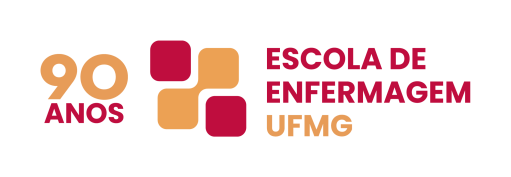 90
ANOS
ESCOLA DE
ENFERMAGEM
UFMG